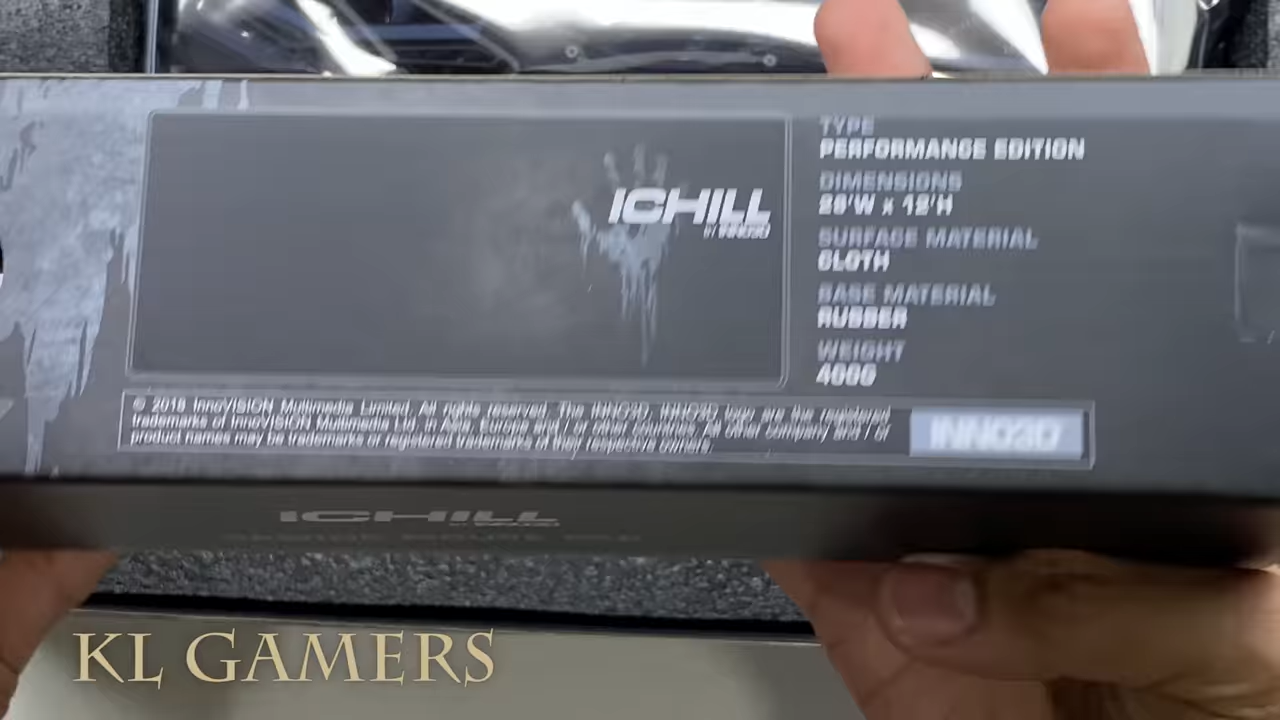 ICHILL
BY INNO3D
TYPE
PERFORMANCE EDITION
DIMENSIONS
SURFACE MATERIAL
CLOTH
BASE MATERIAL
RUBBER
WEIGHT
400G
© 2018 InnoVISION Multimedia Limited. All rights reserved. The INNO3D, INNO3D logo are the registered
trademarks of InnoVISION Multimedia Ltd. in Asia, Europe and / or other countries. All other company and / or
product names may be trademarks or registered trademarks of they respective owners.
INNO3D
ICHILL
KL GAMERS